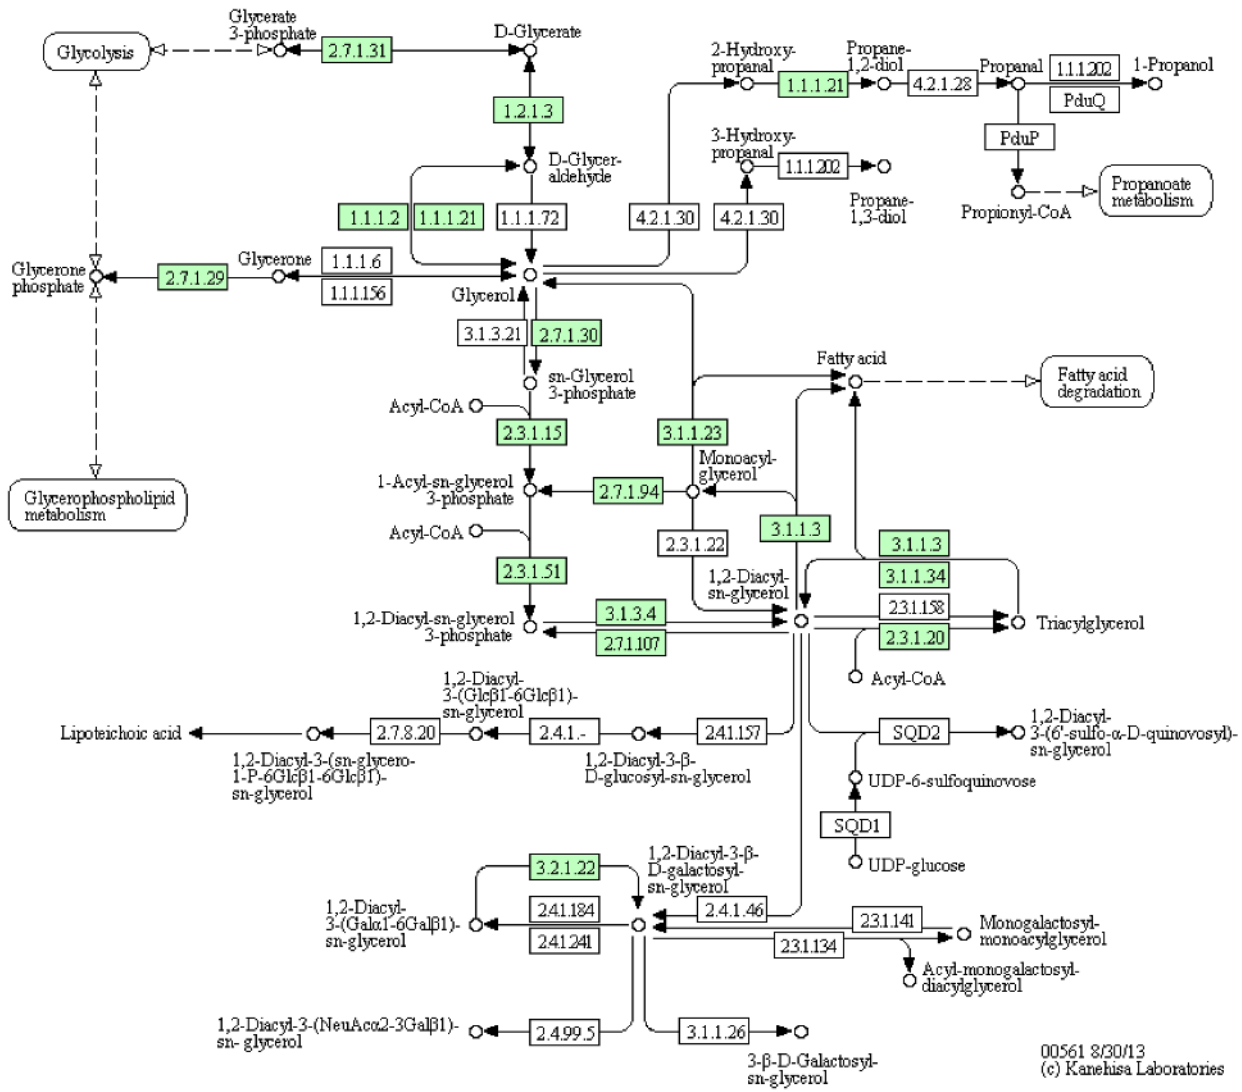 Glycerate
3-phosphate
Glycolysis
2.7.1.31
D-Glycerate
1.2.1.3
D-Glycer-
aldehyde
1.1.1.2
1.1.1.21
1.1.1.72
2-Hydroxy-
propanal
1.1.1.21
Propane-
1,2-diol
4.2.1.28
Propanal
1.1.1.202
PduQ
1-Propanol
PduP
Propionyl-CoA
Propanoate
metabolism
3-Hydroxy-
propanal
1.1.1.202
Propane-
1,3-diol
4.2.1.30
4.2.1.30
Glycerone
phosphate
2.7.1.29
Glycerone
1.1.1.6
1.1.1.156
Glycerol
3.1.3.21
2.7.1.30
sn-Glycerol
3-phosphate
Acyl-CoA
2.3.1.15
3.1.1.23
Fatty acid
Fatty acid
degradation
Glycerophospholipid
metabolism
1-Acyl-sn-glycerol
3-phosphate
2.7.1.94
Monoacyl-
glycerol
Acyl-CoA
2.3.1.22
3.1.1.3
3.1.1.3
2.3.1.51
3.1.1.34
1,2-Diacyl-
sn-glycerol
2.3.1.158
2.3.1.20
Triacylglycerol
1,2-Diacyl-sn-glycerol
3-phosphate
3.1.3.4
2.7.1.107
Acyl-CoA
Lipoteichoic acid
1,2-Diacyl-3-(sn-glycero-
1-P-6Glcβ1-6Glcβ1)-
sn-glycerol
2.7.8.20
1,2-Diacyl-
3-(Glcβ1-6Glcβ1)-
sn-glycerol
2.4.1.-
1,2-Diacyl-3-β-
D-glucosyl-sn-glycerol
2.4.1.157
SQD2
1,2-Diacyl-
3-(6'-sulfo-α-D-quinovosyl)-
sn-glycerol
UDP-6-sulfoquinovose
SQD1
UDP-glucose
3.2.1.22
1,2-Diacyl-3-β-
D-galactosyl-
sn-glycerol
1,2-Diacyl-
3-(Galα1-6Galβ1)-
sn-glycerol
2.4.1.184
2.4.1.241
2.4.1.46
2.3.1.141
2.3.1.134
Monogalactosyl-
monoacylglycerol
Acyl-monogalactosyl-
diacylglycerol
1,2-Diacyl-3-(NeuAcα2-3Galβ1)-
sn- glycerol
2.4.99.5
3.1.1.26
3-β-D-Galactosyl-
sn-glycerol
00561 8/30/13
(c) Kanehisa Laboratories